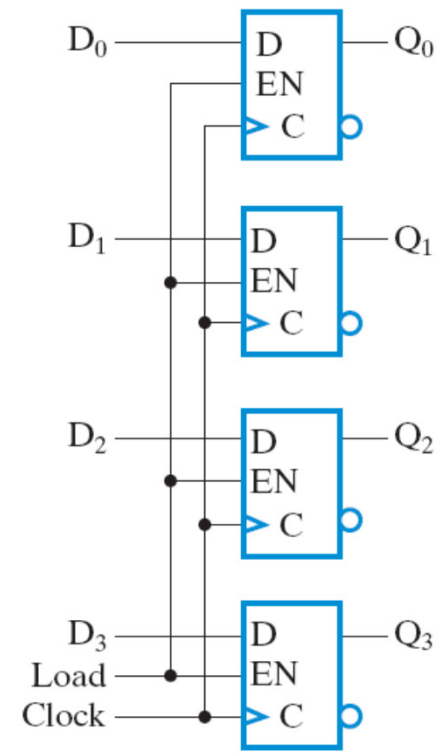 D₀ D Q₀
EN
C
D₁ D Q₁
EN
C
D₂ D Q₂
EN
C
D₃ D Q₃
Load EN
Clock C